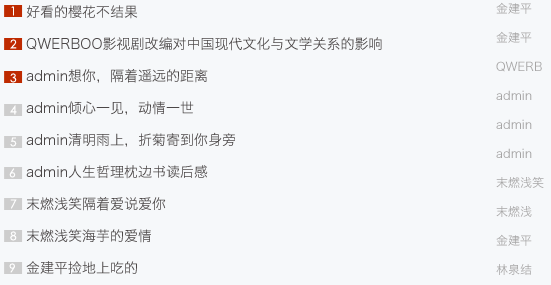 1 好看的樱花不结果
2 QWERBOO影视剧改编对中国现代文化与文学关系的影响
3 admin想你，隔着遥远的距离
4 admin倾心一见，动情一世
5 admin清明雨上，折菊寄到你身旁
6 admin人生哲理枕边书读后感
7 末燃浅笑隔着爱说爱你
8 末燃浅笑海芋的爱情
9 金建平捡地上吃的
金建平
金建平
QWERB
admin
admin
admin
末燃浅笑
末燃浅
金建平
林泉结